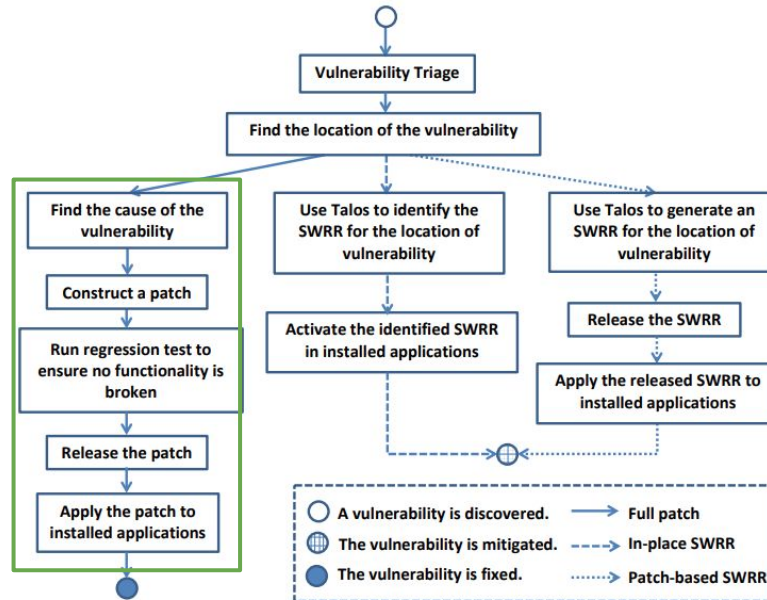 Vulnerability Triage
Find the location of the vulnerability
Find the cause of the
vulnerability
Construct a patch
Run regression test to
ensure no functionality is
broken
Release the patch
Apply the patch to
installed applications
Use Talos to identify the
SWRR for the location of
vulnerability
Activate the identified SWRR
in installed applications
Use Talos to generate an
SWRR for the location of
vulnerability
Release the SWRR
Apply the released SWRR to
installed applications
A vulnerability is discovered.
The vulnerability is mitigated.
The vulnerability is fixed.
Full patch
In-place SWRR
Patch-based SWRR